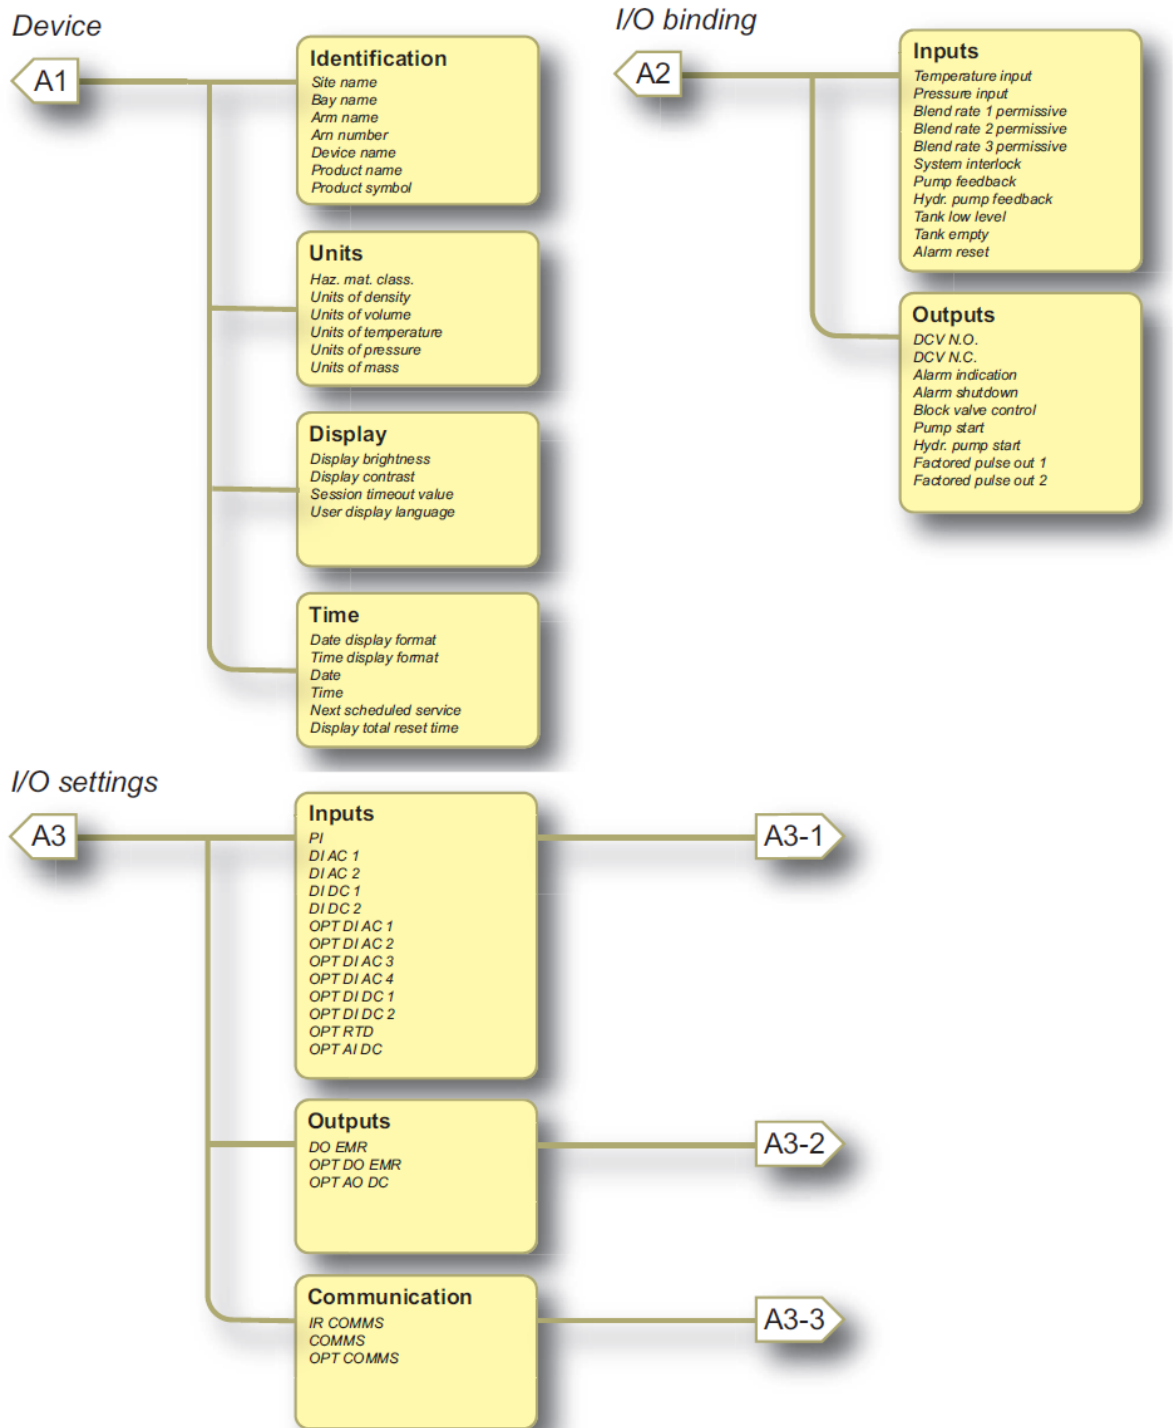 Device
A1
Identification
Site name
Bay name
Arm name
Arn number
Device name
Product name
Product symbol
Units
Haz. mat. class.
Units of density
Units of volume
Units of temperature
Units of pressure
Units of mass
Display
Display brightness
Display contrast
Session timeout value
User display language
Time
Date display format
Time display format
Date
Time
Next scheduled service
Display total reset time
I/O binding
A2
Inputs
Temperature input
Pressure input
Blend rate 1 permissive
Blend rate 2 permissive
Blend rate 3 permissive
System interlock
Pump feedback
Hydr. pump feedback
Tank low level
Tank empty
Alarm reset
Outputs
DCV N.O.
DCV N.C.
Alarm indication
Alarm shutdown
Block valve control
Pump start
Hydr. pump start
Factored pulse out 1
Factored pulse out 2
I/O settings
A3
Inputs
PI
DI AC 1
DI AC 2
DI DC 1
DI DC 2
OPT DI AC 1
OPT DI AC 2
OPT DI AC 3
OPT DI AC 4
OPT DI DC 1
OPT DI DC 2
OPT RTD
OPT AI DC
A3-1
Outputs
DO EMR
OPT DO EMR
OPT AO DC
A3-2
Communication
IR COMMS
COMMS
OPT COMMS
A3-3